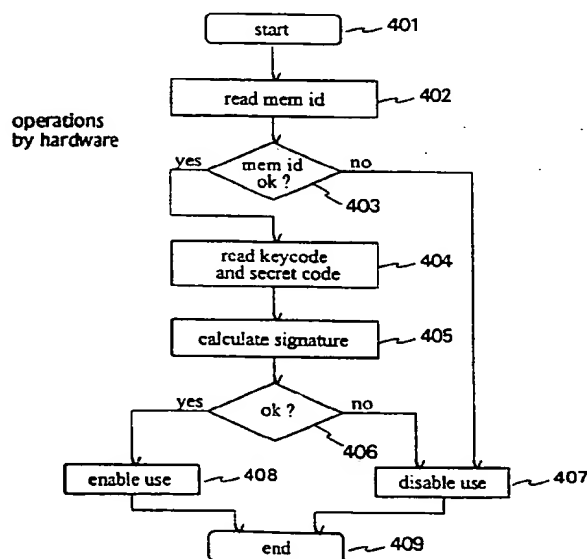 start
401
read mem id
402
operations
by hardware
yes
mem id
ok ?
no
403
read keycode
and secret code
404
calculate signature
405
yes
ok ?
no
406
enable use
408
disable use
407
end
409